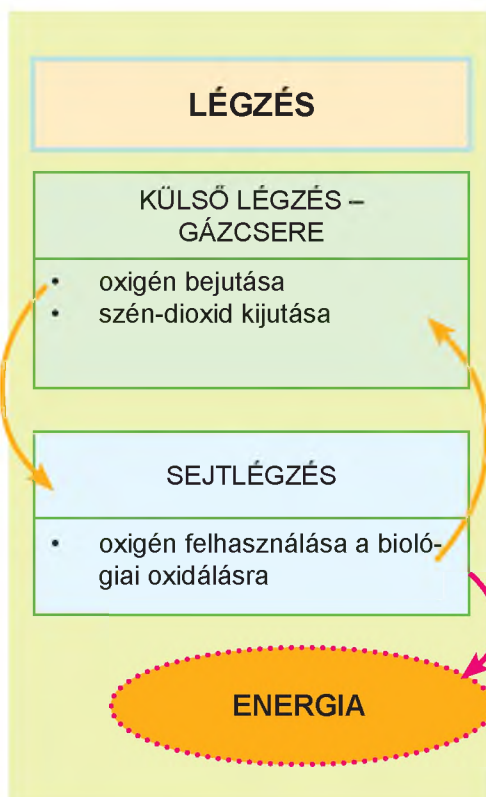 LÉGZÉS
KÜLSŐ LÉGZÉS –
GÁZCSERE
• oxigén bejutása
• szén-dioxid kijutása
SEJTLÉGZÉS
• oxigén felhasználása a bioló-
giai oxidálásra
ENERGIA